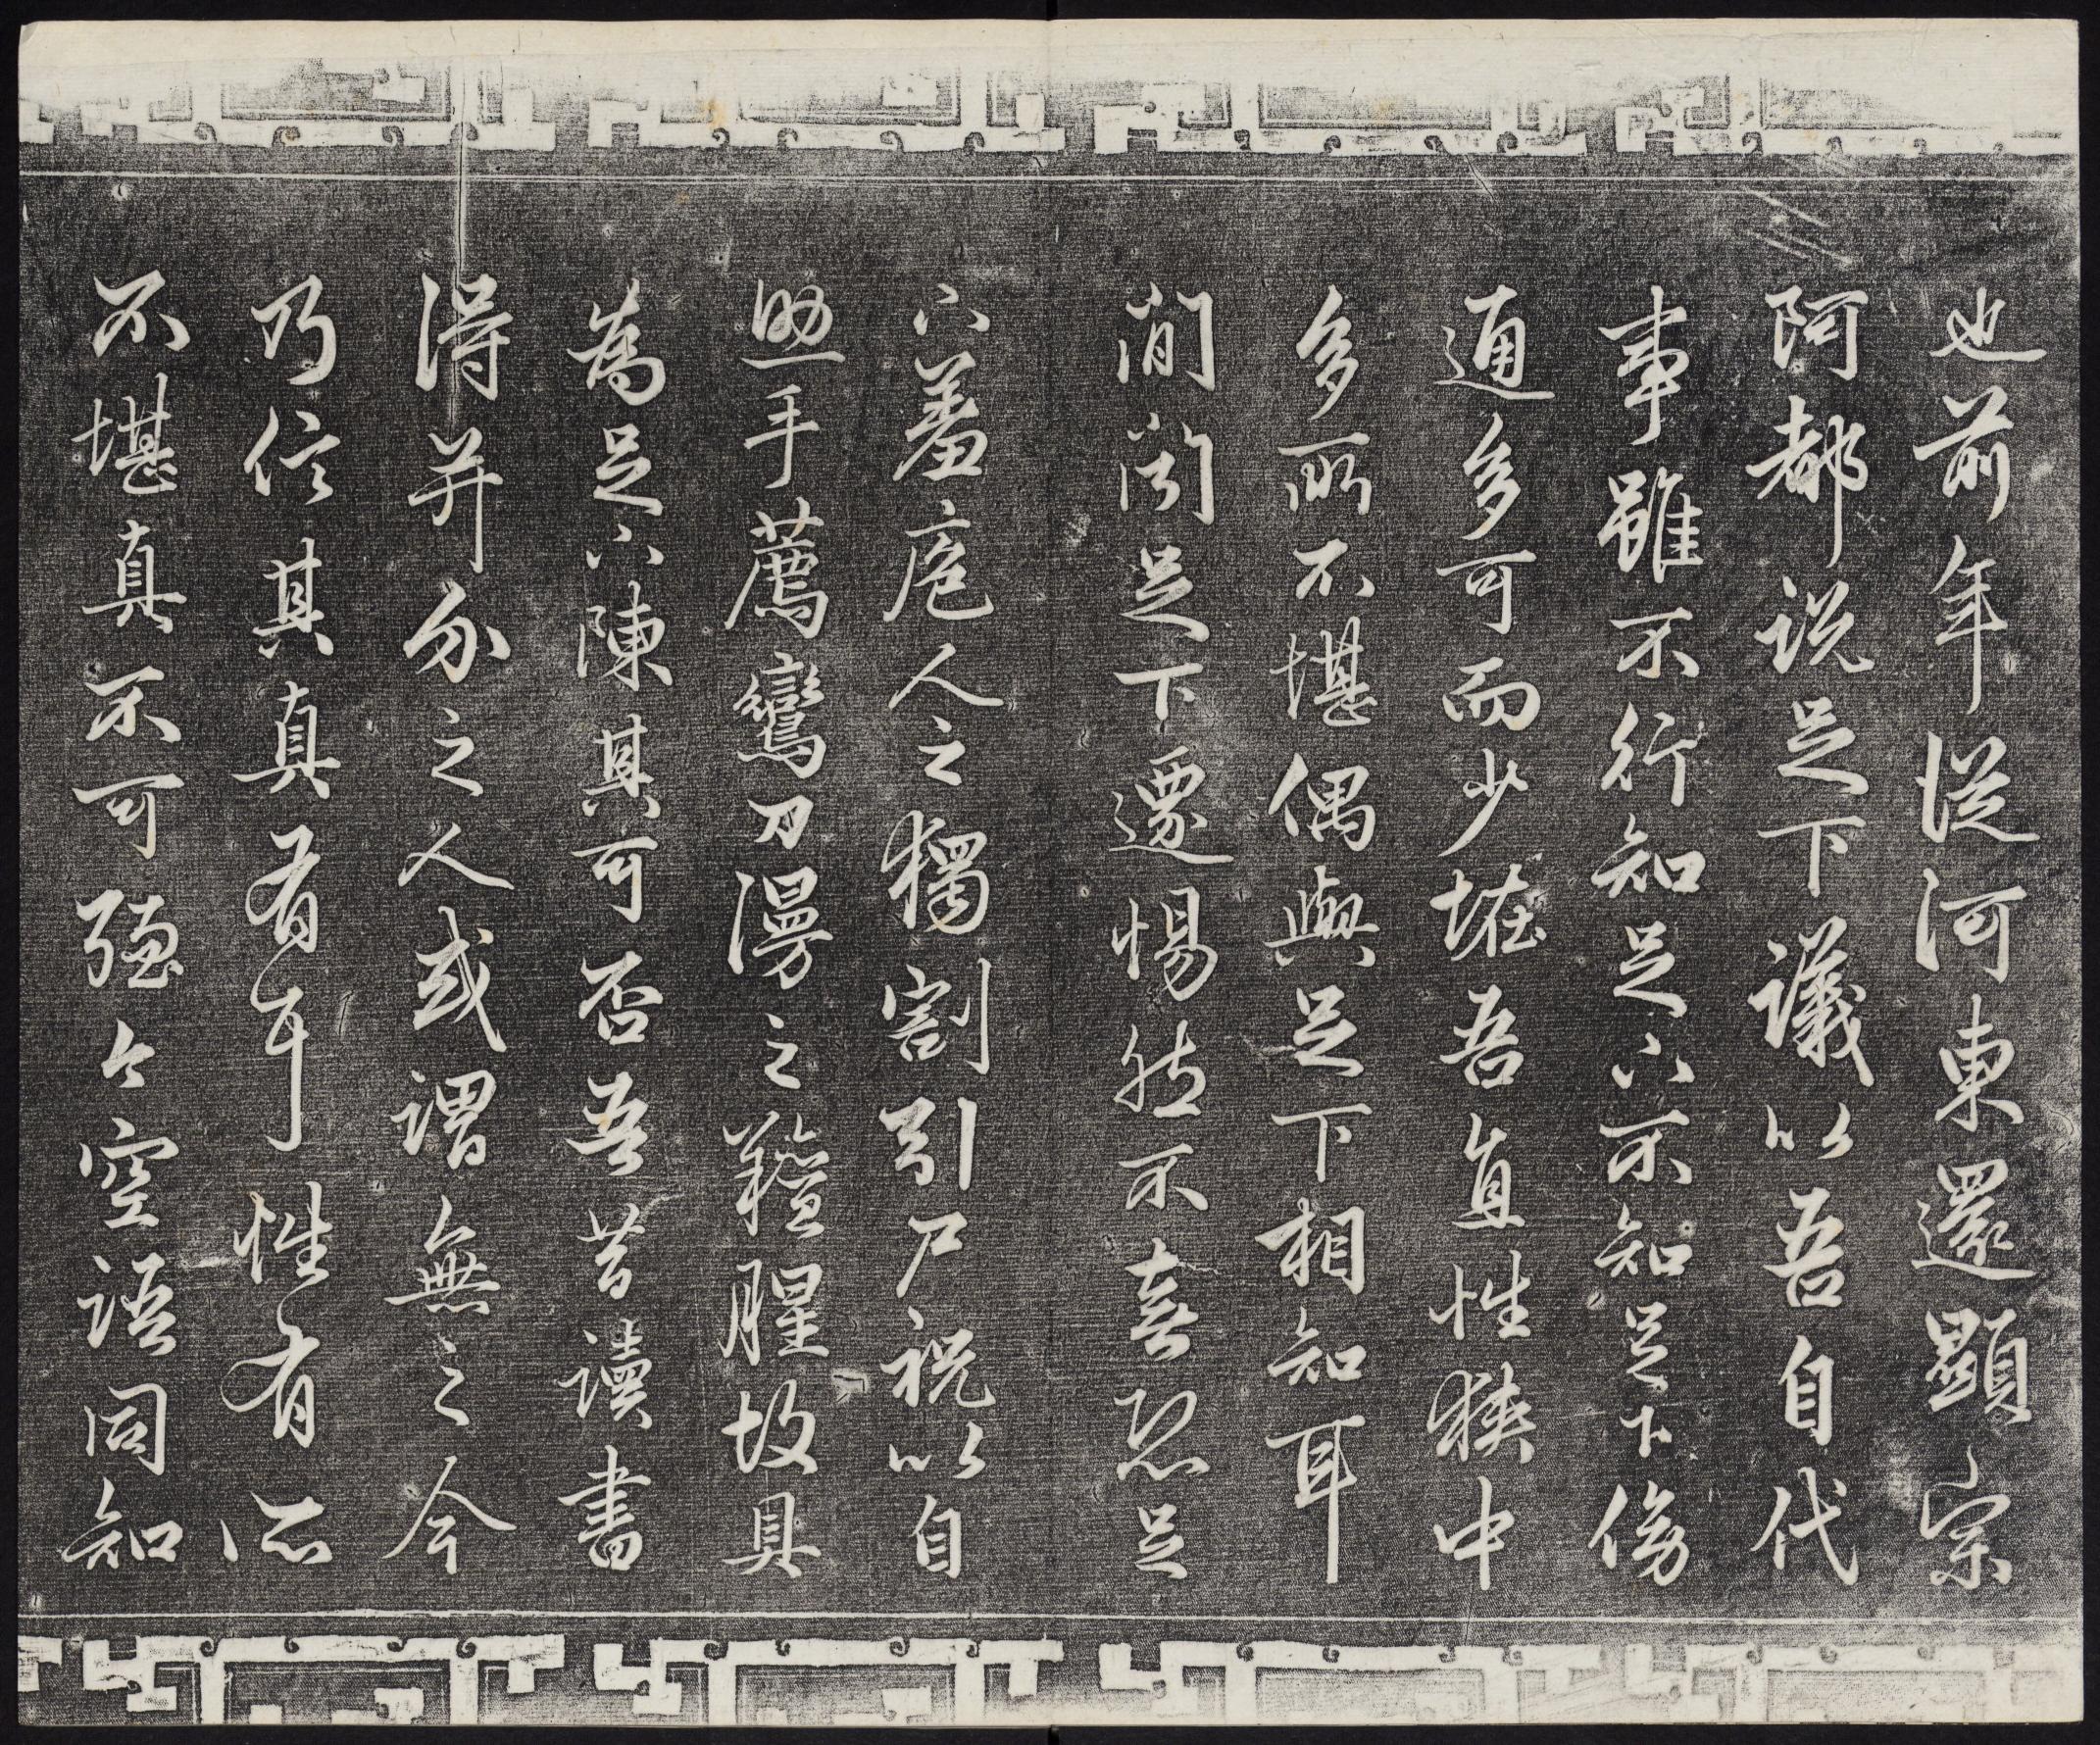 也前年從河東還顯宗
阿都說足下議以吾自代
事雖不行知足下不知足下傍
通多可而少恠吾直性狹中
多所不堪偶與足下相知耳
間聞足下遷惕然不喜恐足
下羞庖人之獨割引尸祝以自
助手薦鸞刀漫之羶腥故具
為足下陳其可否吾昔讀書
得并介之人或謂無之今
乃信其真有耳性有所
不堪真不可强今空語同知